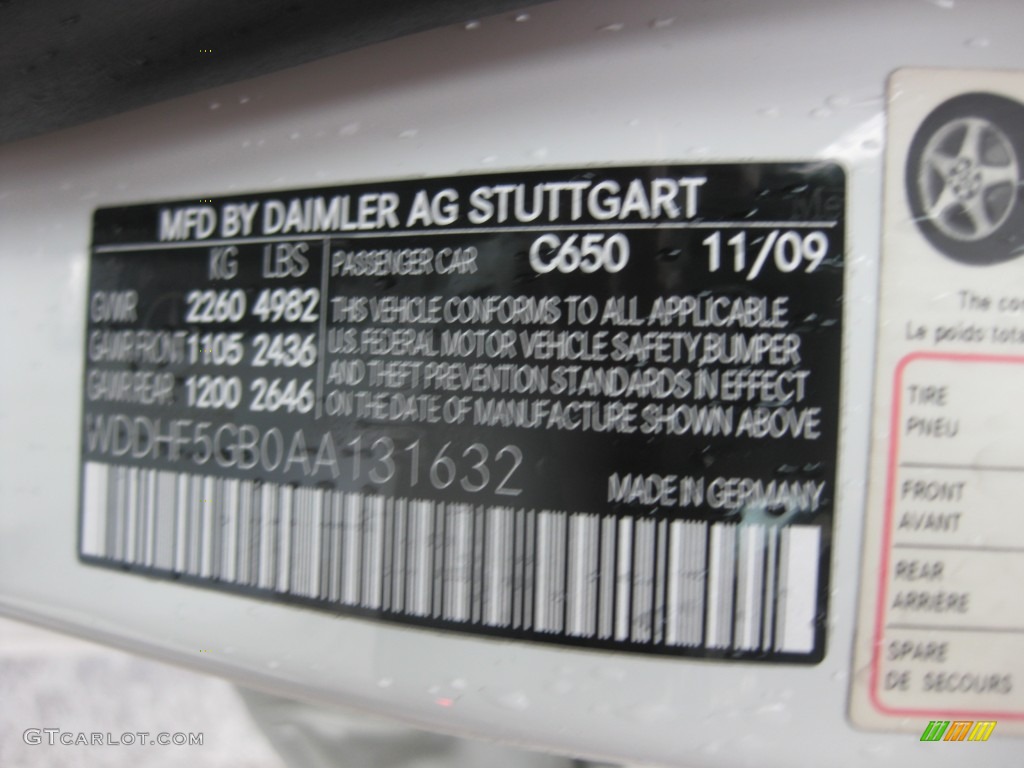 MFD BY DAIMLER AG STUTTGART
KG LBS
PASSENGER CAR C650 11/09
GVWR 2260 4982
GAWR FRONT 1105 2436
GAWR REAR 1200 2646
THIS VEHICLE CONFORMS TO ALL APPLICABLE
U.S. FEDERAL MOTOR VEHICLE SAFETY, BUMPER
AND THEFT PREVENTION STANDARDS IN EFFECT
ON THE DATE OF MANUFACTURE SHOWN ABOVE
WDDHF5GB0AA131632
MADE IN GERMANY
The
Le poids
TIRE
PNEU
FRONT
AVANT
REAR
ARRIERE
SPARE
DE SECOURS
GTCARLOT.COM